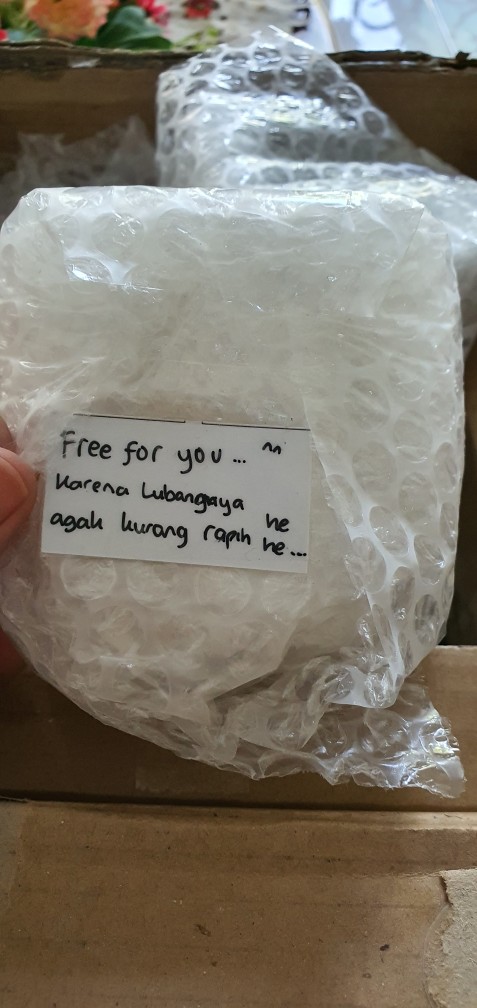 Free for you... ^^
Karena Lubangnya
agak kurang rapih he he...